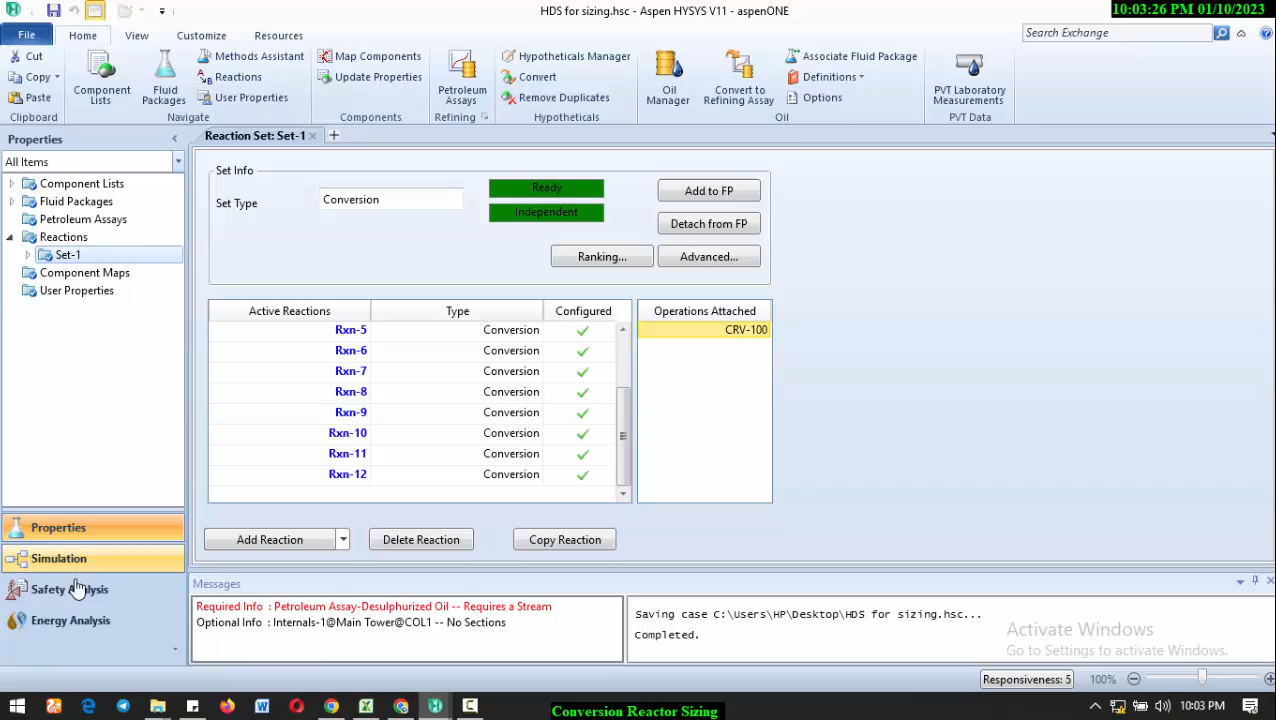 HDS for sizing.hsc - Aspen HYSYS V11 - aspenONE
10:03:26 PM 01/10/2023
File Home View Customize Resources
Search Exchange
Cut
Copy
Paste
Clipboard
Component Lists
Fluid Packages
Methods Assistant
Reactions
User Properties
Navigate
Map Components
Update Properties
Components
Petroleum Assays
Refining
Hypotheticals Manager
Convert
Remove Duplicates
Hypotheticals
Oil Manager
Convert to Refining Assay
Associate Fluid Package
Definitions
Options
Oil
PVT Laboratory Measurements
PVT Data
Properties
All Items
Component Lists
Fluid Packages
Petroleum Assays
Reactions
Set-1
Component Maps
User Properties
Properties
Simulation
Safety Analysis
Energy Analysis
Reaction Set: Set-1
Set Info
Set Type Conversion
Ready
Independent
Add to FP
Detach from FP
Ranking... Advanced...
Active Reactions Type Configured
Rxn-5 Conversion
Rxn-6 Conversion
Rxn-7 Conversion
Rxn-8 Conversion
Rxn-9 Conversion
Rxn-10 Conversion
Rxn-11 Conversion
Rxn-12 Conversion
Operations Attached
CRV-100
Add Reaction Delete Reaction Copy Reaction
Messages
Required Info : Petroleum Assay-Desulphurized Oil -- Requires a Stream
Optional Info : Internals-1@Main Tower@COL1 -- No Sections
Saving case C:\Users\HP\Desktop\HDS for sizing.hsc...
Completed.
Activate Windows
Go to Settings to activate Windows.
Responsiveness: 5 100%
Conversion Reactor Sizing
10:03 PM